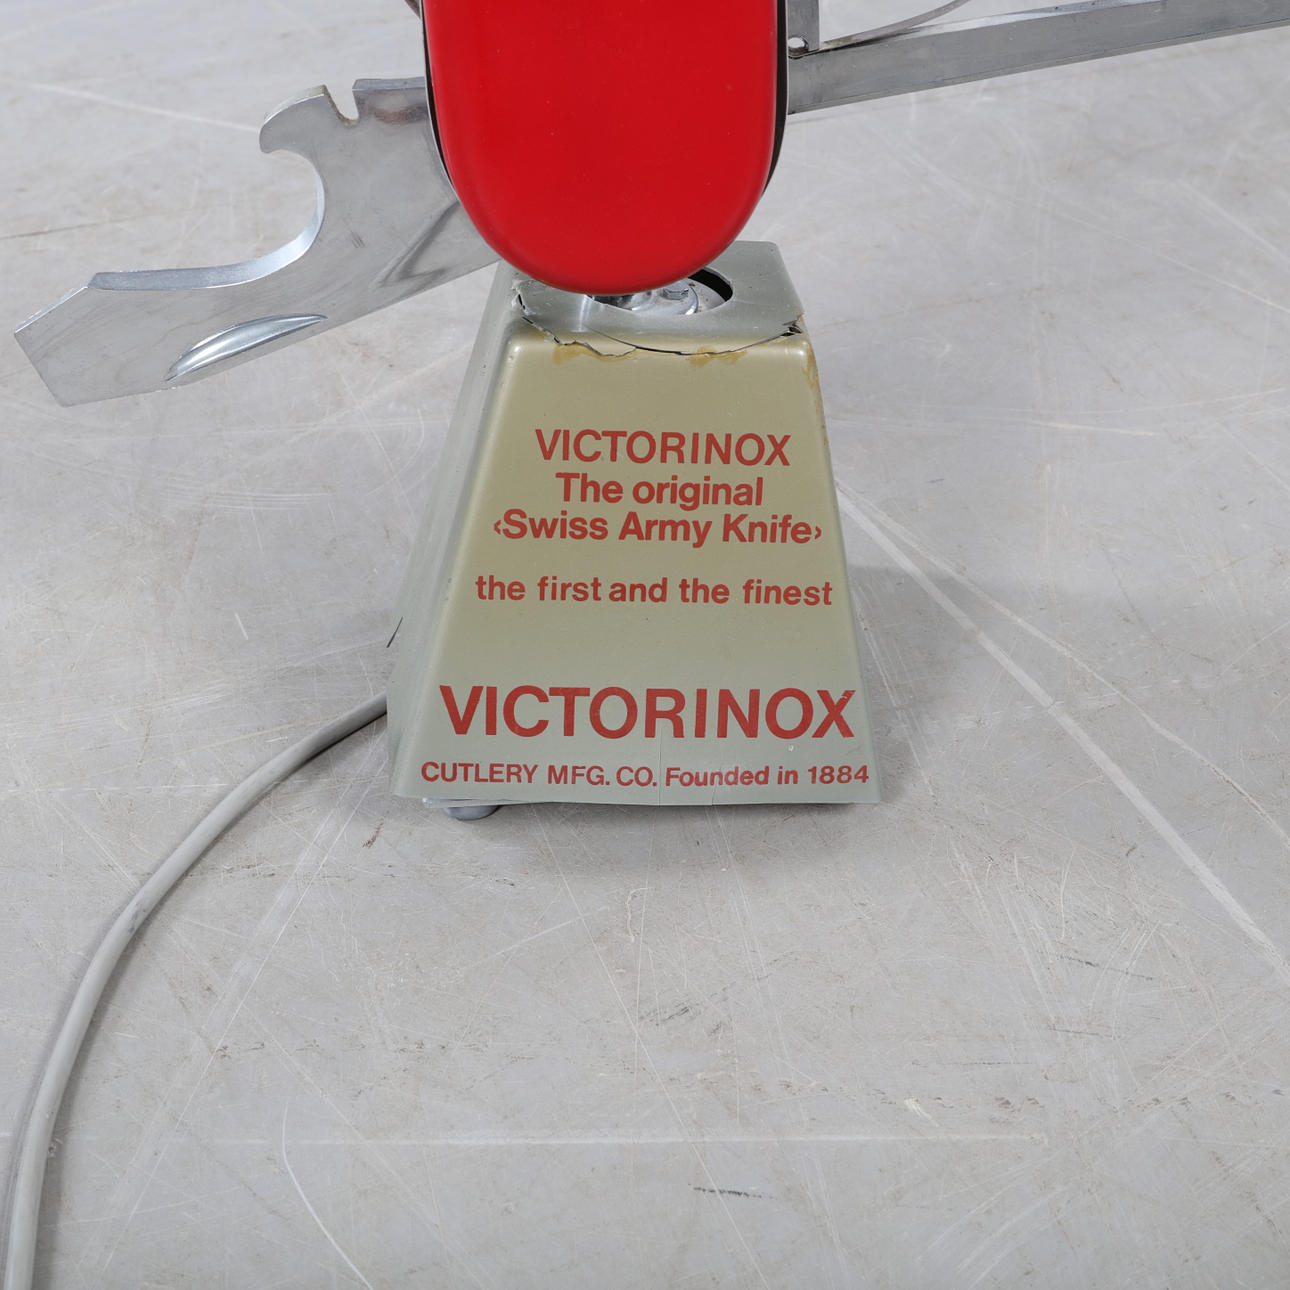 VICTORINOX
The original
‹Swiss Army Knife›
the first and the finest
VICTORINOX
CUTLERY MFG. CO. Founded in 1884